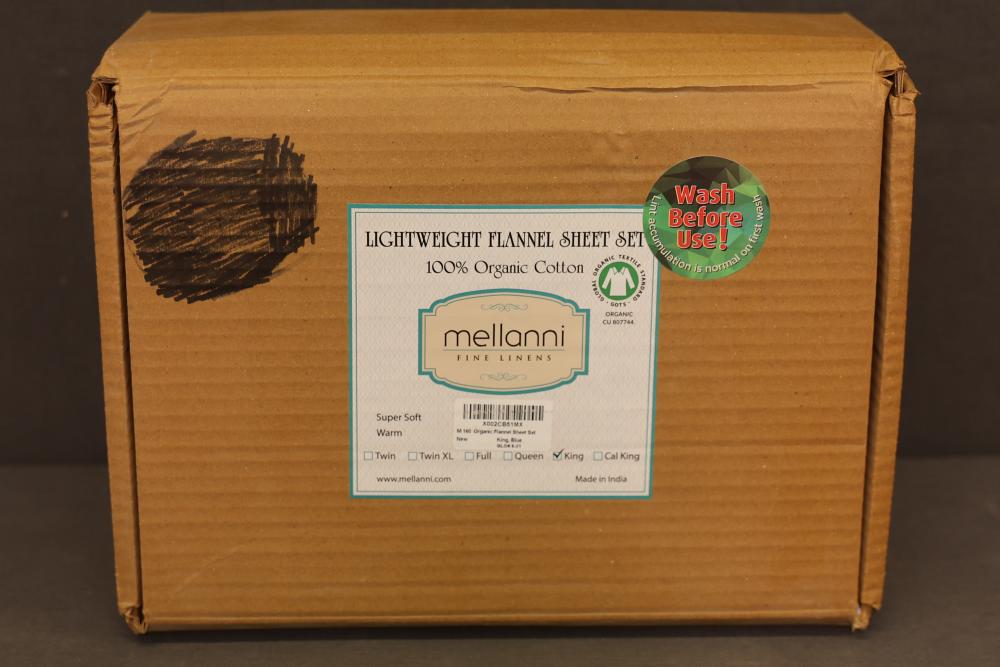 LIGHTWEIGHT FLANNEL SHEET SET
100% Organic Cotton
Wash
Before
Use!
Lint accumulation is normal on first wash
GLOBAL ORGANIC TEXTILE STANDARD
· GOTS ·
ORGANIC
CU 807744
mellanni
FINE LINENS
Super Soft
Warm
X002CB51MX
M 160 Organic Flannel Sheet Set
King, Blue
New
Twin Twin XL Full Queen King Cal King
www.mellanni.com Made in India